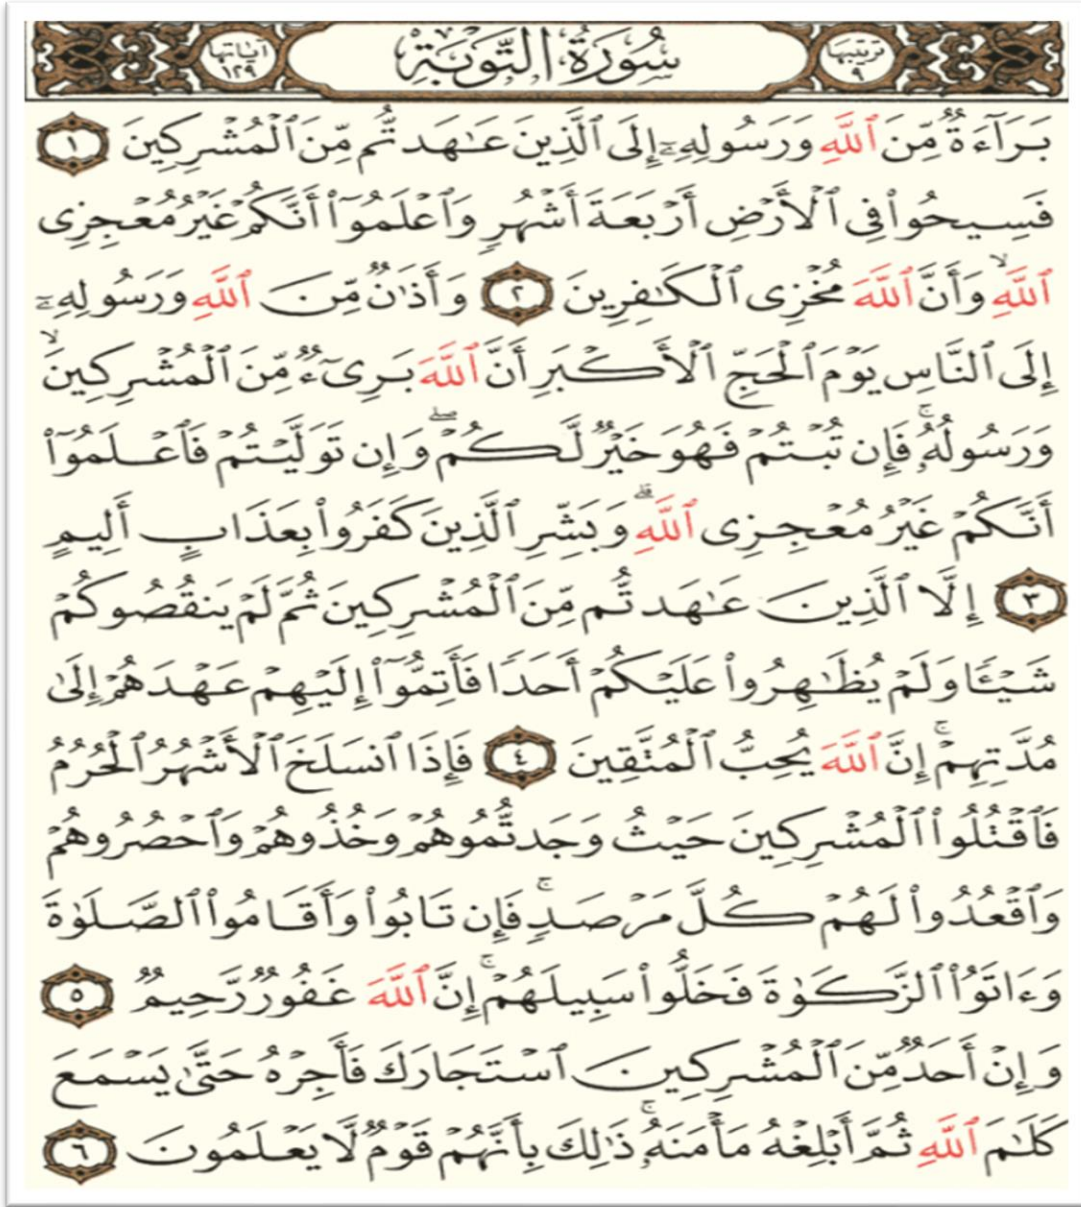 ترتيبها ٩ سُورَةُ التَّوْبَةِ آياتها ١٢٩
بَرَآءَةٌ مِّنَ ٱللَّهِ وَرَسُولِهِۦٓ إِلَى ٱلَّذِينَ عَٰهَدتُّم مِّنَ ٱلْمُشْرِكِينَ ١
فَسِيحُوا۟ فِى ٱلْأَرْضِ أَرْبَعَةَ أَشْهُرٍ وَٱعْلَمُوٓا۟ أَنَّكُمْ غَيْرُ مُعْجِزِى
ٱللَّهِ ۙ وَأَنَّ ٱللَّهَ مُخْزِى ٱلْكَٰفِرِينَ ٢ وَأَذَٰنٌ مِّنَ ٱللَّهِ وَرَسُولِهِۦٓ
إِلَى ٱلنَّاسِ يَوْمَ ٱلْحَجِّ ٱلْأَكْبَرِ أَنَّ ٱللَّهَ بَرِىٓءٌ مِّنَ ٱلْمُشْرِكِينَ ۙ
وَرَسُولُهُۥ ۚ فَإِن تُبْتُمْ فَهُوَ خَيْرٌ لَّكُمْ ۖ وَإِن تَوَلَّيْتُمْ فَٱعْلَمُوٓا۟
أَنَّكُمْ غَيْرُ مُعْجِزِى ٱللَّهِ ۗ وَبَشِّرِ ٱلَّذِينَ كَفَرُوا۟ بِعَذَابٍ أَلِيمٍ
٣ إِلَّا ٱلَّذِينَ عَٰهَدتُّم مِّنَ ٱلْمُشْرِكِينَ ثُمَّ لَمْ يَنقُصُوكُمْ
شَيْـًٔا وَلَمْ يُظَٰهِرُوا۟ عَلَيْكُمْ أَحَدًا فَأَتِمُّوٓا۟ إِلَيْهِمْ عَهْدَهُمْ إِلَىٰ
مُدَّتِهِمْ ۚ إِنَّ ٱللَّهَ يُحِبُّ ٱلْمُتَّقِينَ ٤ فَإِذَا ٱنسَلَخَ ٱلْأَشْهُرُ ٱلْحُرُمُ
فَٱقْتُلُوا۟ ٱلْمُشْرِكِينَ حَيْثُ وَجَدتُّمُوهُمْ وَخُذُوهُمْ وَٱحْصُرُوهُمْ
وَٱقْعُدُوا۟ لَهُمْ كُلَّ مَرْصَدٍ ۚ فَإِن تَابُوا۟ وَأَقَامُوا۟ ٱلصَّلَوٰةَ
وَءَاتَوُا۟ ٱلزَّكَوٰةَ فَخَلُّوا۟ سَبِيلَهُمْ ۚ إِنَّ ٱللَّهَ غَفُورٌ رَّحِيمٌ ٥
وَإِنْ أَحَدٌ مِّنَ ٱلْمُشْرِكِينَ ٱسْتَجَارَكَ فَأَجِرْهُ حَتَّىٰ يَسْمَعَ
كَلَٰمَ ٱللَّهِ ثُمَّ أَبْلِغْهُ مَأْمَنَهُۥ ۚ ذَٰلِكَ بِأَنَّهُمْ قَوْمٌ لَّا يَعْلَمُونَ ٦